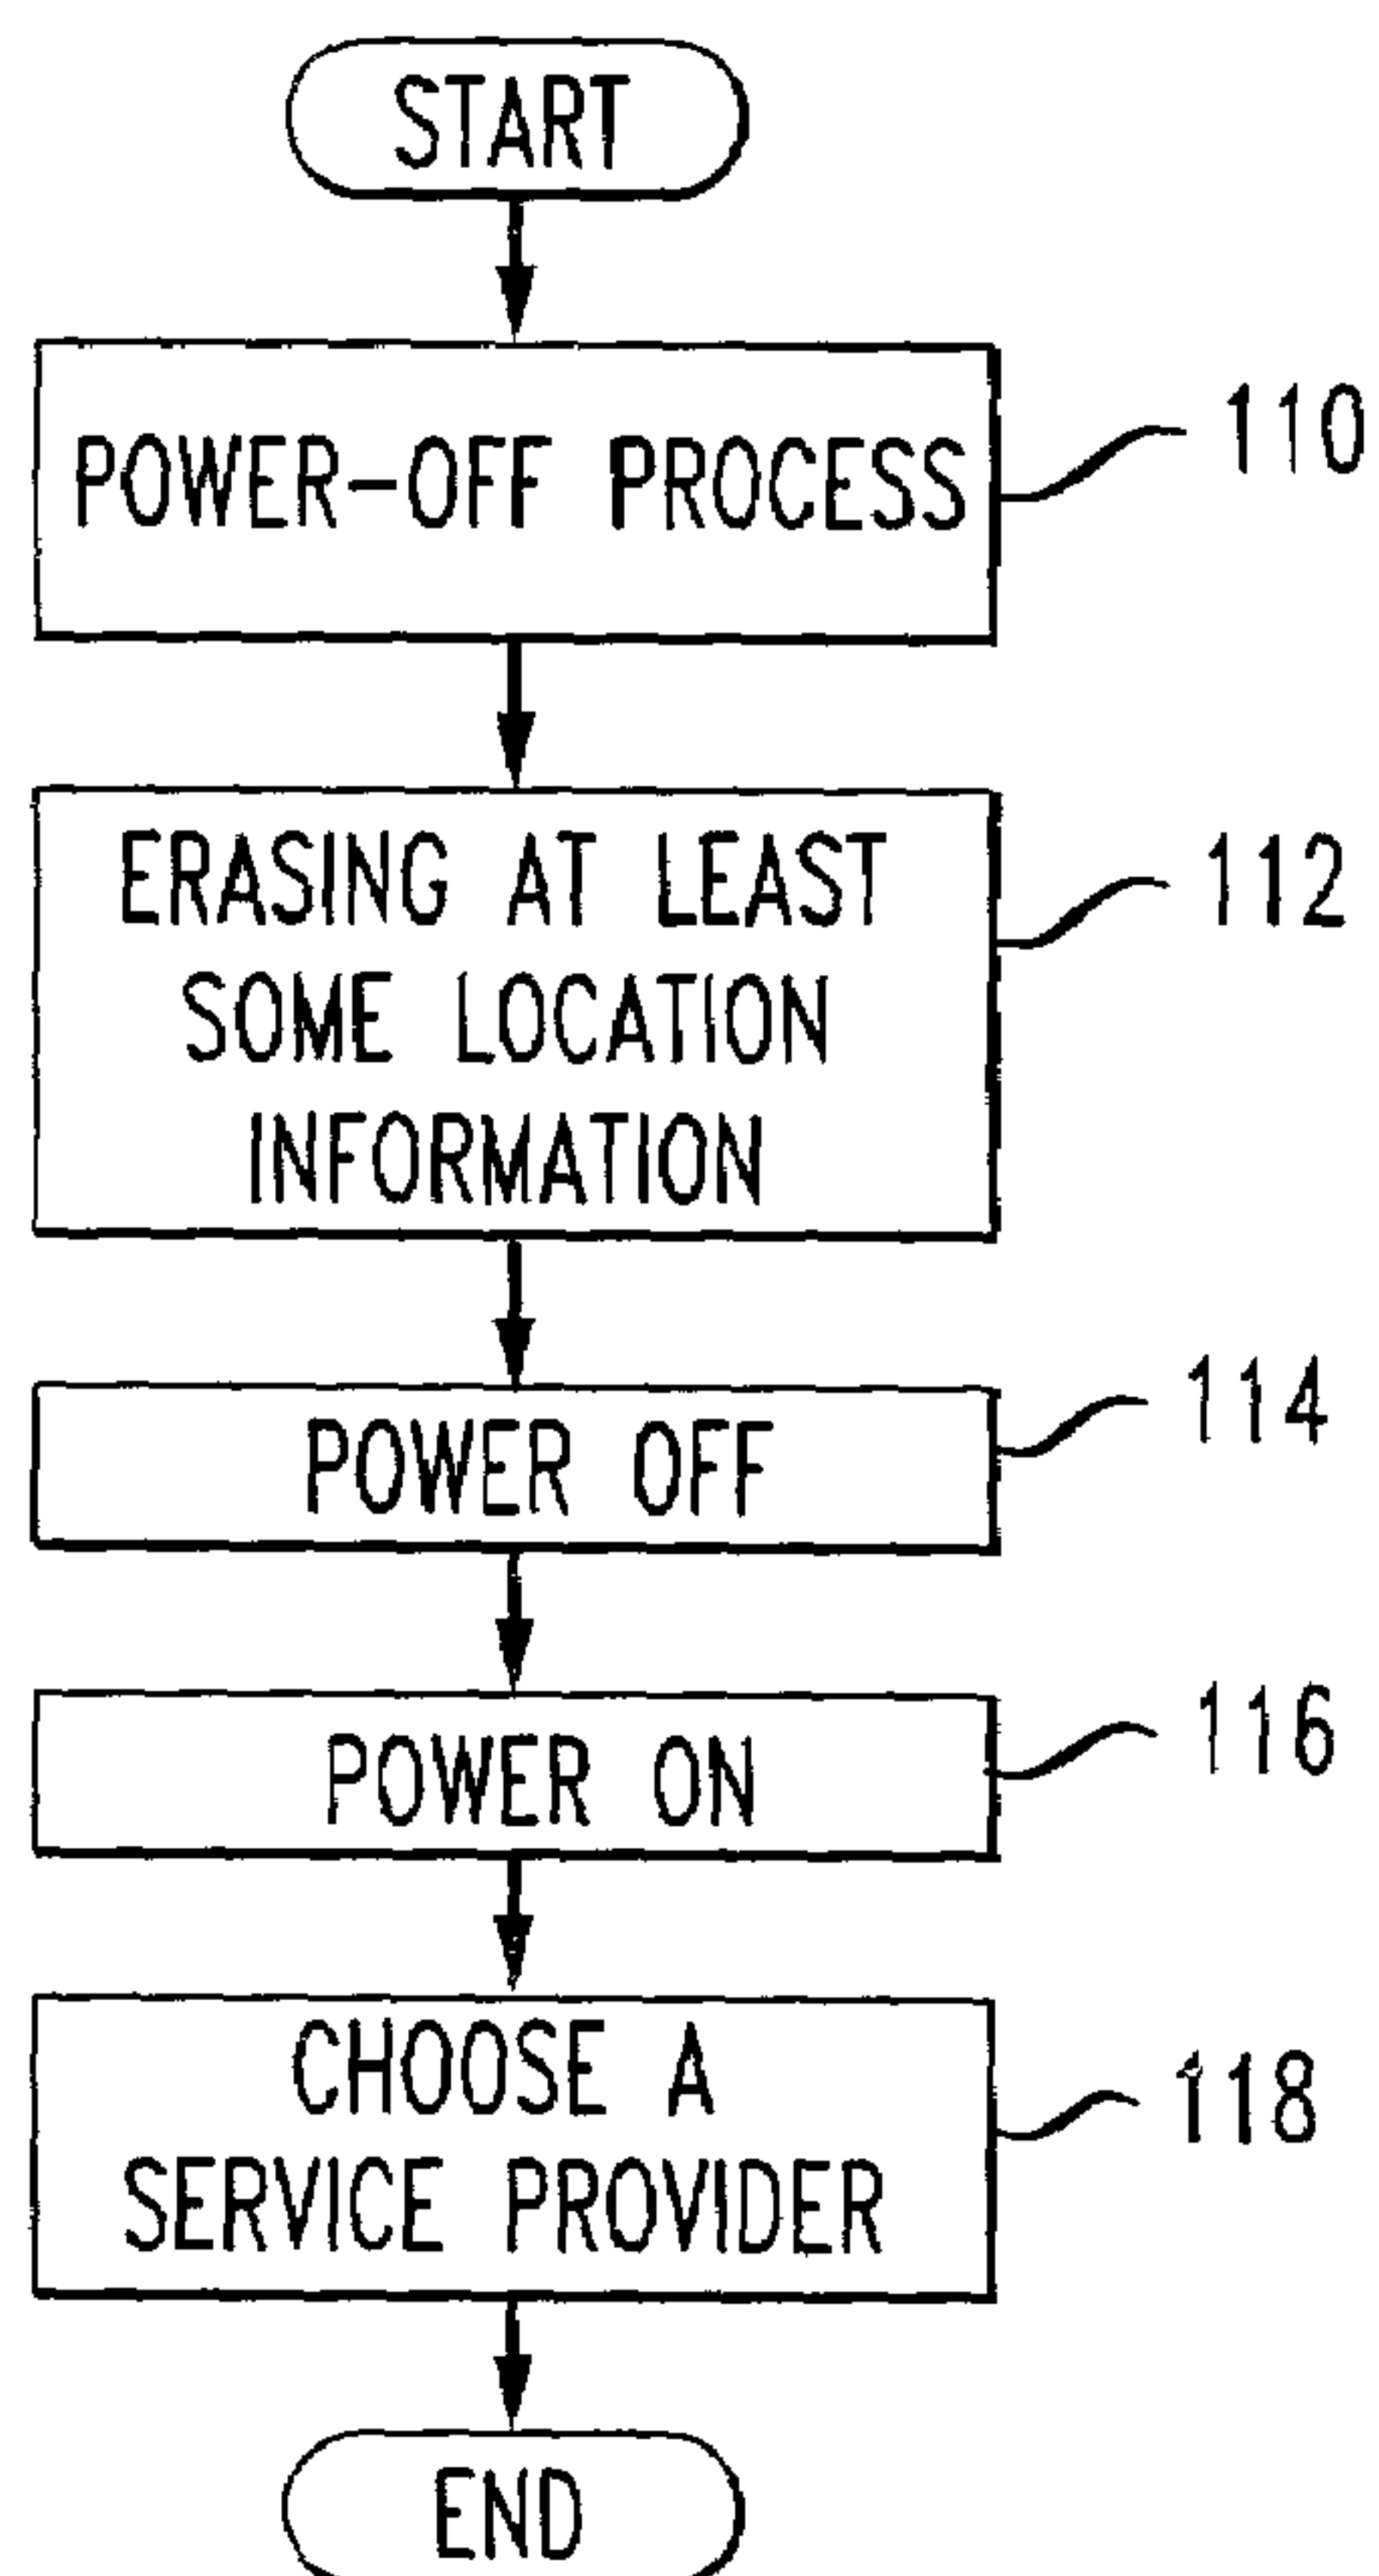 START
POWER-OFF PROCESS
110
ERASING AT LEAST
SOME LOCATION
INFORMATION
112
POWER OFF
114
POWER ON
116
CHOOSE A
SERVICE PROVIDER
118
END